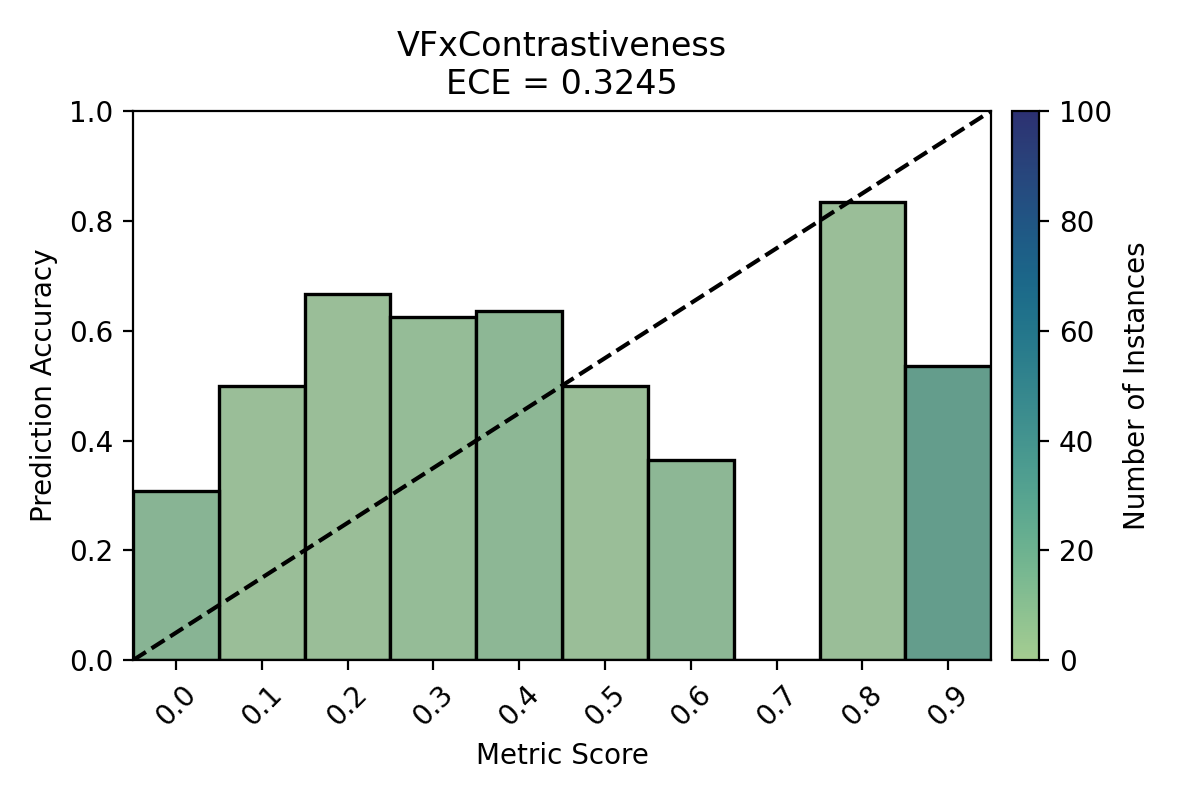 VFxContrastiveness
ECE = 0.3245
1.0
0.8
0.6
0.4
0.2
0.0
Prediction Accuracy
0.0 0.1 0.2 0.3 0.4 0.5 0.6 0.7 0.8 0.9
Metric Score
100
80
60
40
20
0
Number of Instances